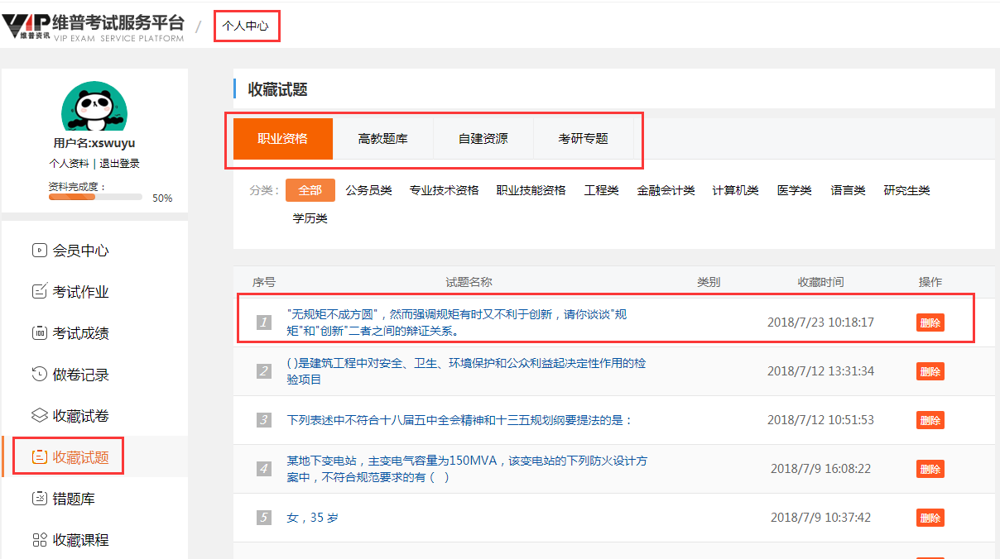 VIP 维普资讯 维普考试服务平台 / 个人中心
VIP EXAM SERVICE PLATFORM
用户名:xswuyu
个人资料 | 退出登录
资料完成度：
50%
会员中心
考试作业
考试成绩
做卷记录
收藏试卷
收藏试题
错题库
收藏课程
收藏试题
职业资格 高教题库 自建资源 考研专题
分类： 全部 公务员类 专业技术资格 职业技能资格 工程类 金融会计类 计算机类 医学类 语言类 研究生类
学历类
序号 试题名称 类别 收藏时间 操作
1 "无规矩不成方圆"，然而强调规矩有时又不利于创新，请你谈谈"规
矩"和"创新"二者之间的辩证关系。 2018/7/23 10:18:17 删除
2 ( )是建筑工程中对安全、卫生、环境保护和公众利益起决定性作用的检
验项目 2018/7/12 13:31:34 删除
3 下列表述中不符合十八届五中全会精神和十三五规划纲要提法的是： 2018/7/12 10:51:53 删除
4 某地下变电站，主变电气容量为150MVA，该变电站的下列防火设计方
案中，不符合规范要求的有（ ） 2018/7/9 16:08:22 删除
5 女，35 岁 2018/7/9 10:37:42 删除